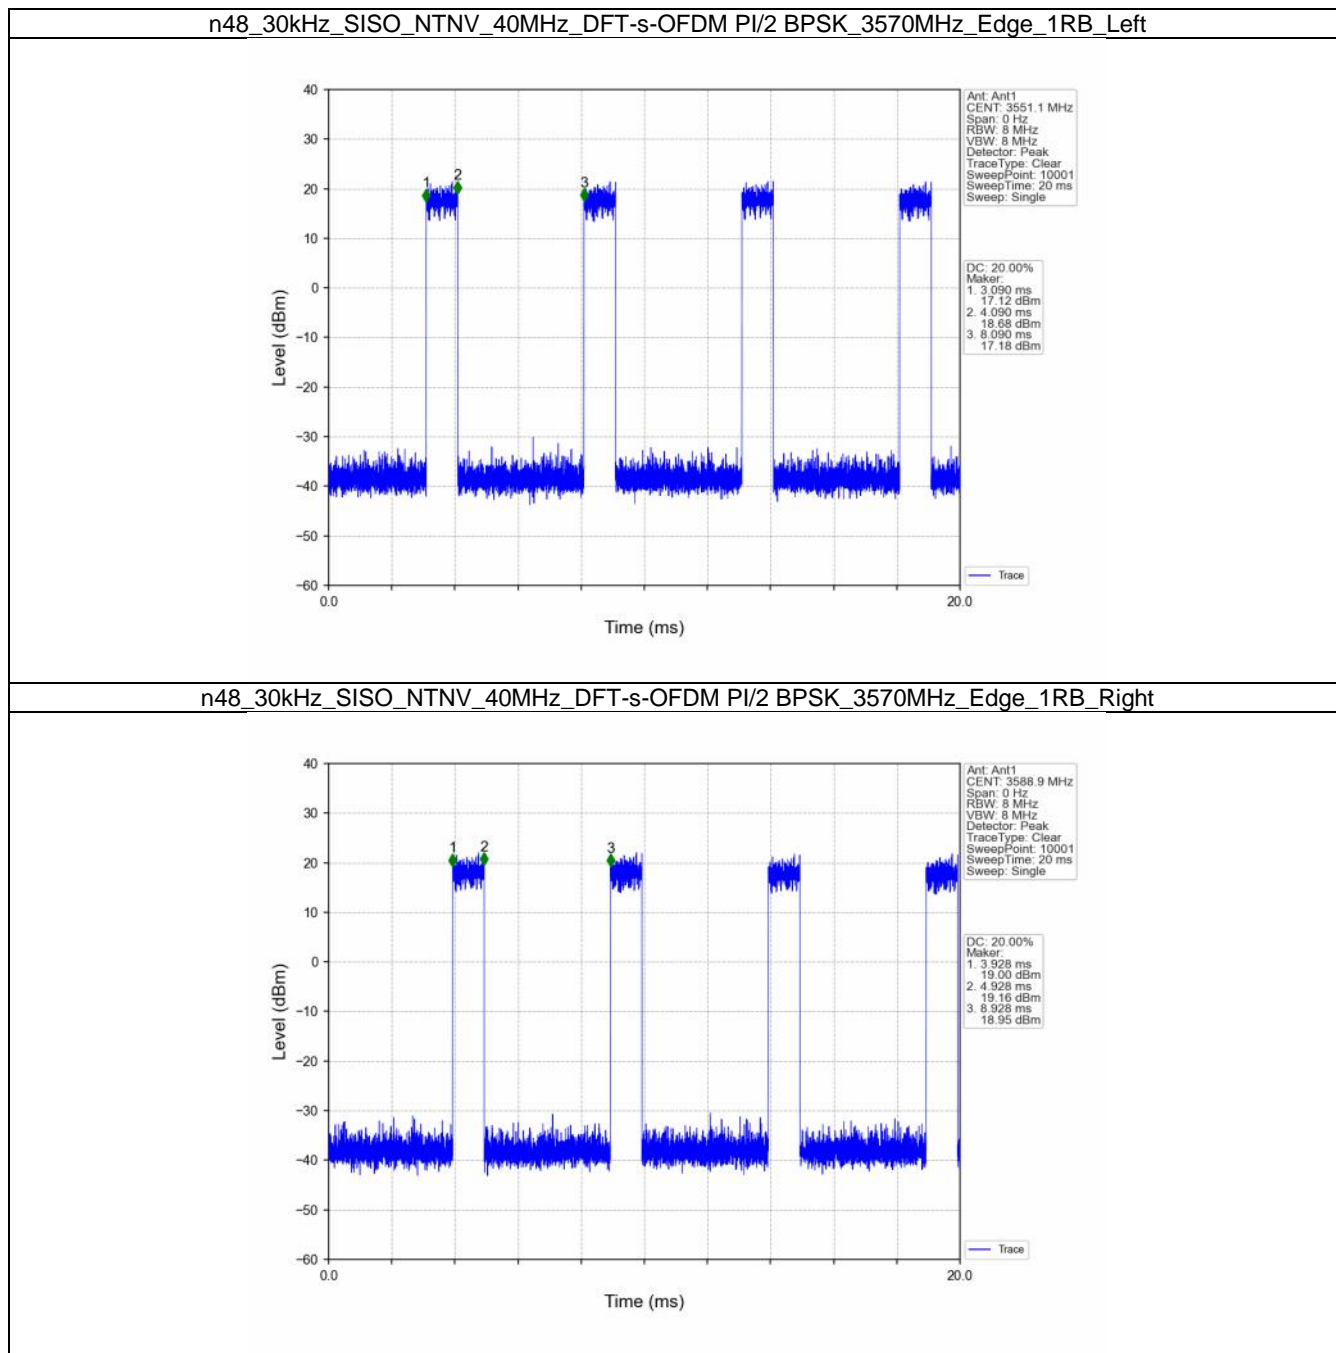 n48_30kHz_SISO_NTNV_40MHz_DFT-s-OFDM PI/2 BPSK_3570MHz_Edge_1RB_Left
40
30
20
10
0
−10
−20
−30
−40
−50
−60
Level (dBm)
1
2
3
0.0
20.0
Time (ms)
Ant: Ant1
CENT: 3551.1 MHz
Span: 0 Hz
RBW: 8 MHz
VBW: 8 MHz
Detector: Peak
TraceType: Clear
SweepPoint: 10001
SweepTime: 20 ms
Sweep: Single
DC: 20.00%
Maker:
1. 3.090 ms
17.12 dBm
2. 4.090 ms
18.68 dBm
3. 8.090 ms
17.18 dBm
Trace
n48_30kHz_SISO_NTNV_40MHz_DFT-s-OFDM PI/2 BPSK_3570MHz_Edge_1RB_Right
40
30
20
10
0
−10
−20
−30
−40
−50
−60
Level (dBm)
1
2
3
0.0
20.0
Time (ms)
Ant: Ant1
CENT: 3588.9 MHz
Span: 0 Hz
RBW: 8 MHz
VBW: 8 MHz
Detector: Peak
TraceType: Clear
SweepPoint: 10001
SweepTime: 20 ms
Sweep: Single
DC: 20.00%
Maker:
1. 3.928 ms
19.00 dBm
2. 4.928 ms
19.16 dBm
3. 8.928 ms
18.95 dBm
Trace